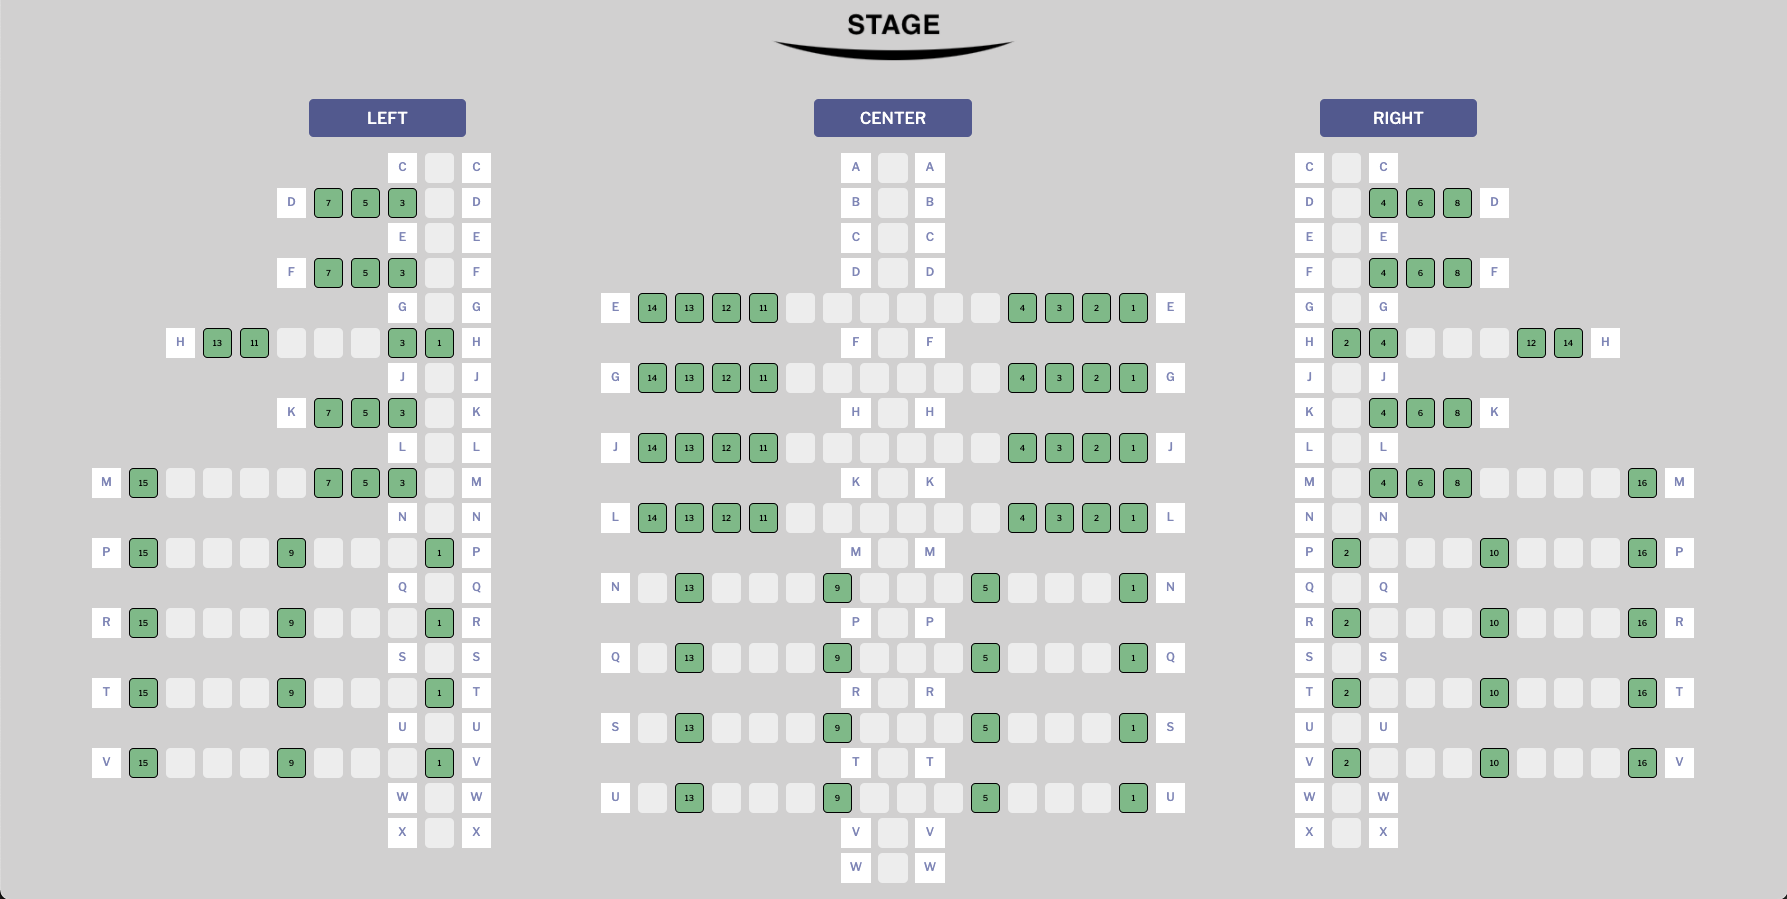 STAGE
LEFT CENTER RIGHT
C C A A C C
D 7 5 3 D B B D 4 6 8 D
E E C C E E
F 7 5 3 F D D F 4 6 8 F
G G E 14 13 12 11 4 3 2 1 E G G
H 13 11 3 1 H F F H 2 4 12 14 H
J J G 14 13 12 11 4 3 2 1 G J J
K 7 5 3 K H H K 4 6 8 K
L L J 14 13 12 11 4 3 2 1 J L L
M 15 7 5 3 M K K M 4 6 8 16 M
N N L 14 13 12 11 4 3 2 1 L N N
P 15 9 1 P M M P 2 10 16 P
Q Q N 13 9 5 1 N Q Q
R 15 9 1 R P P R 2 10 16 R
S S Q 13 9 5 1 Q S S
T 15 9 1 T R R T 2 10 16 T
U U S 13 9 5 1 S U U
V 15 9 1 V T T V 2 10 16 V
W W U 13 9 5 1 U W W
X X V V X X
W W